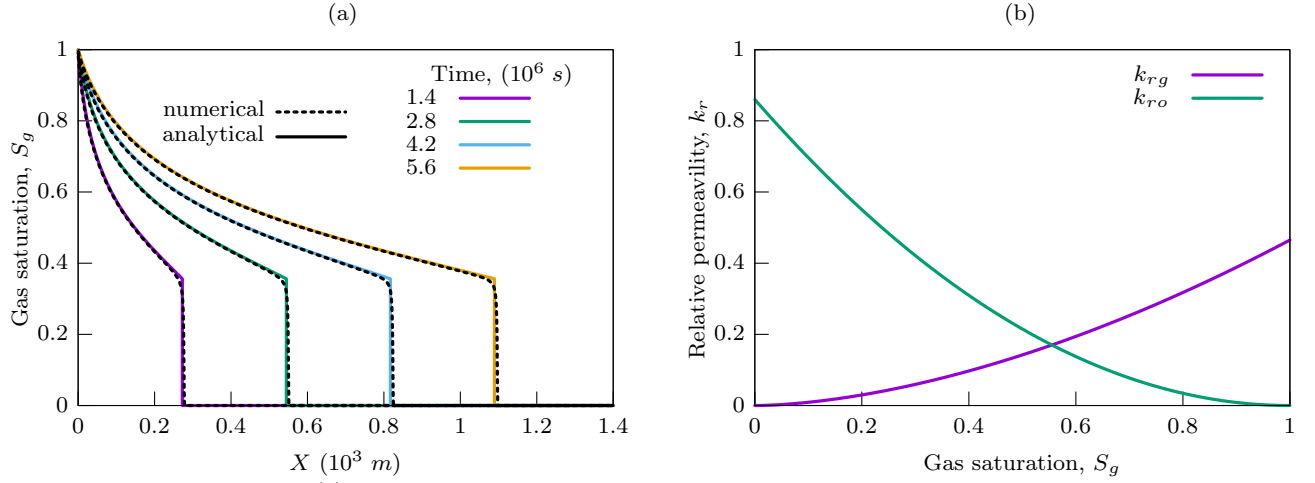 (a)
Gas saturation, S_g
1
0.8
0.6
0.4
0.2
0
0 0.2 0.4 0.6 0.8 1 1.2 1.4
X (10^3 m)
numerical
analytical
Time, (10^6 s)
1.4
2.8
4.2
5.6
(b)
Relative permeavility, k_r
1
0.8
0.6
0.4
0.2
0
0 0.2 0.4 0.6 0.8 1
Gas saturation, S_g
k_rg
k_ro